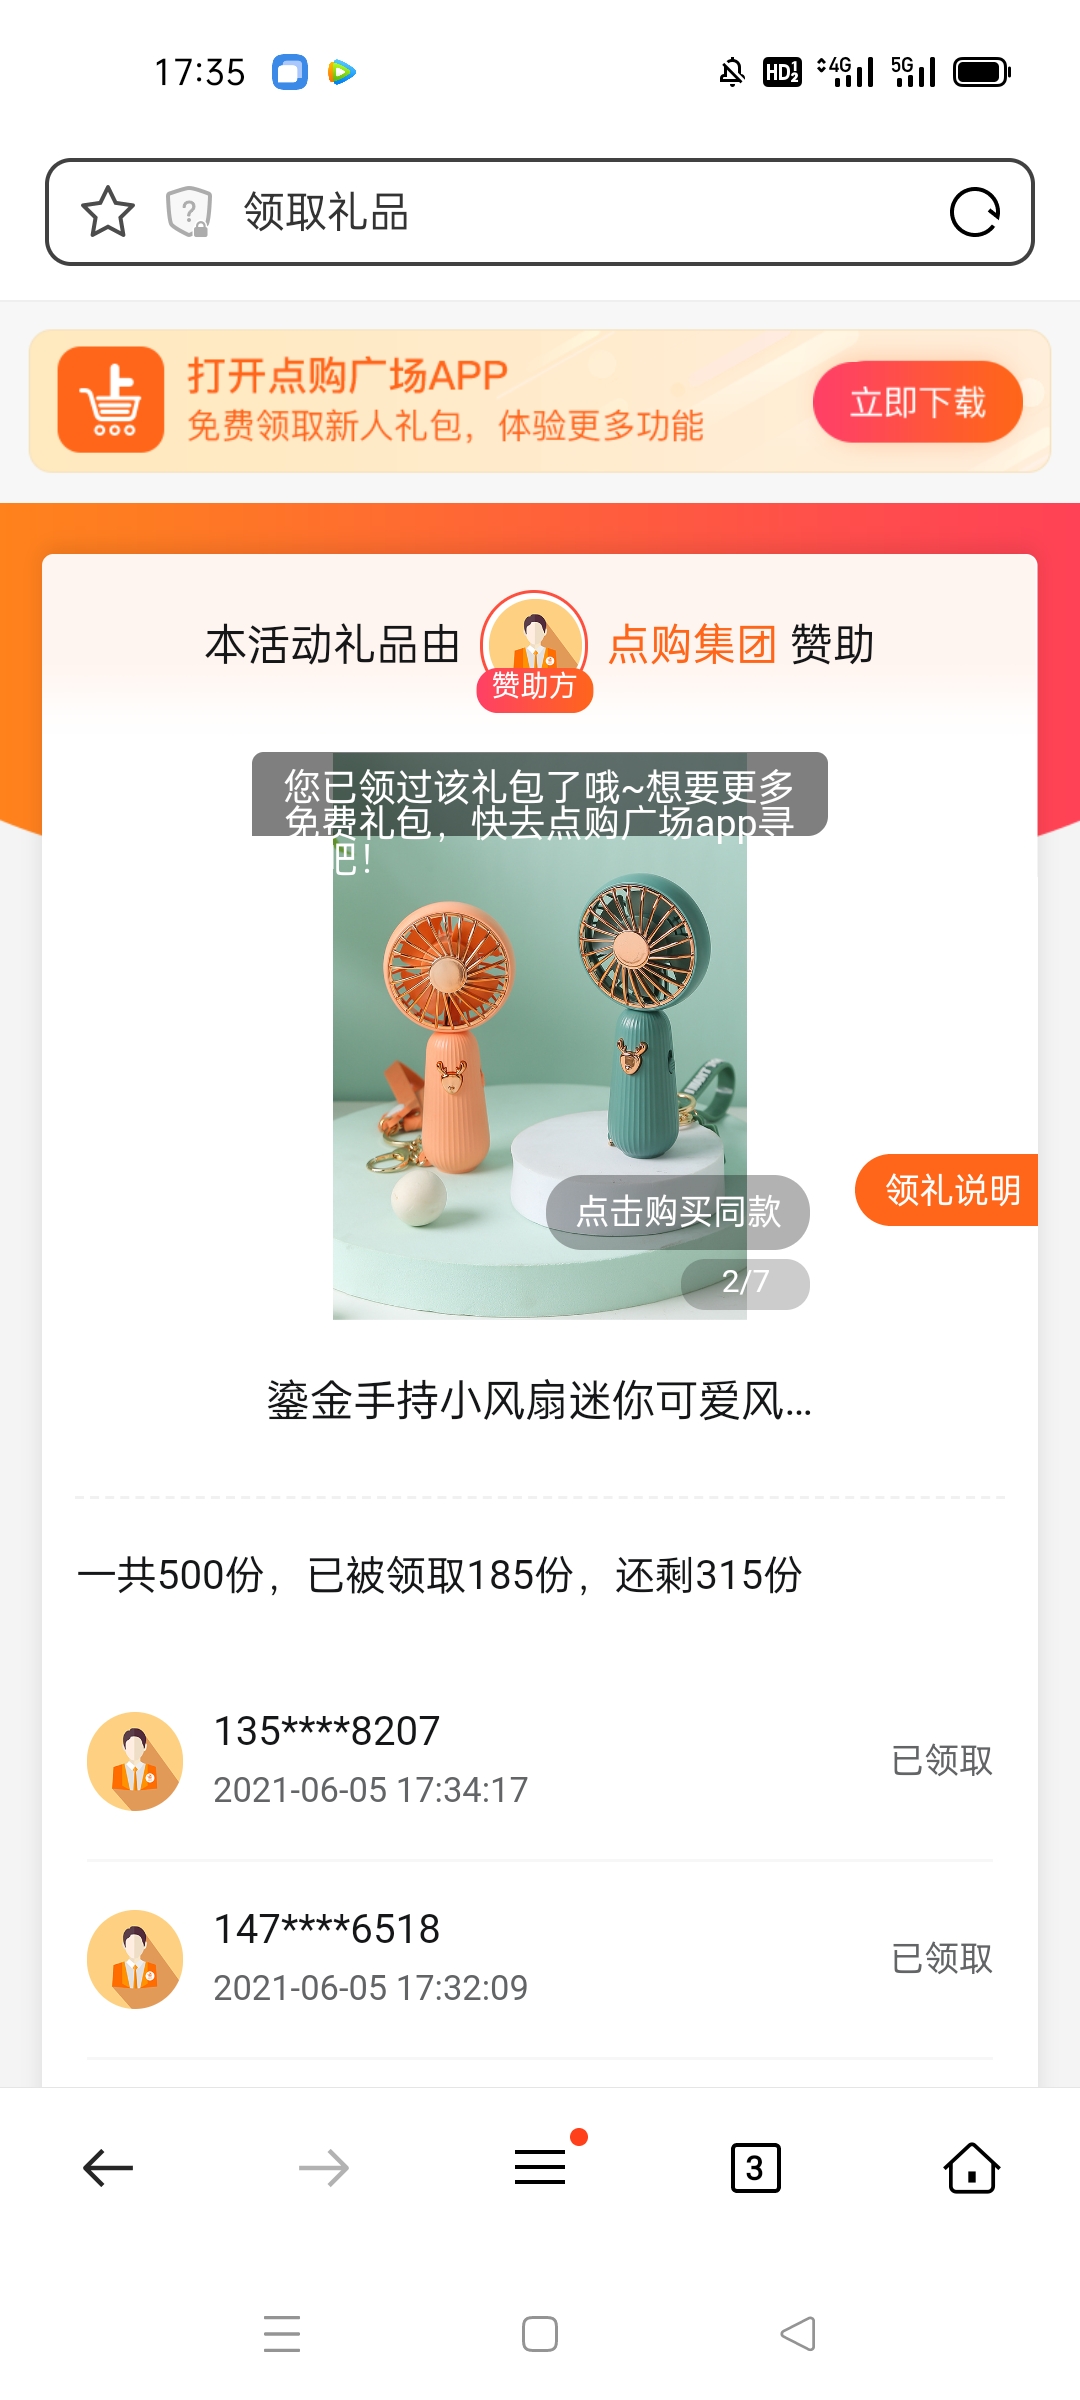 17:35
HD 1 2 4G 5G
领取礼品
打开点购广场APP
免费领取新人礼包，体验更多功能
立即下载
本活动礼品由 点购集团 赞助
赞助方
您已领过该礼包了哦~想要更多
免费礼包，快去点购广场app寻
吧！
点击购买同款
领礼说明
2/7
鎏金手持小风扇迷你可爱风...
一共500份，已被领取185份，还剩315份
135****8207
2021-06-05 17:34:17
已领取
147****6518
2021-06-05 17:32:09
已领取
3